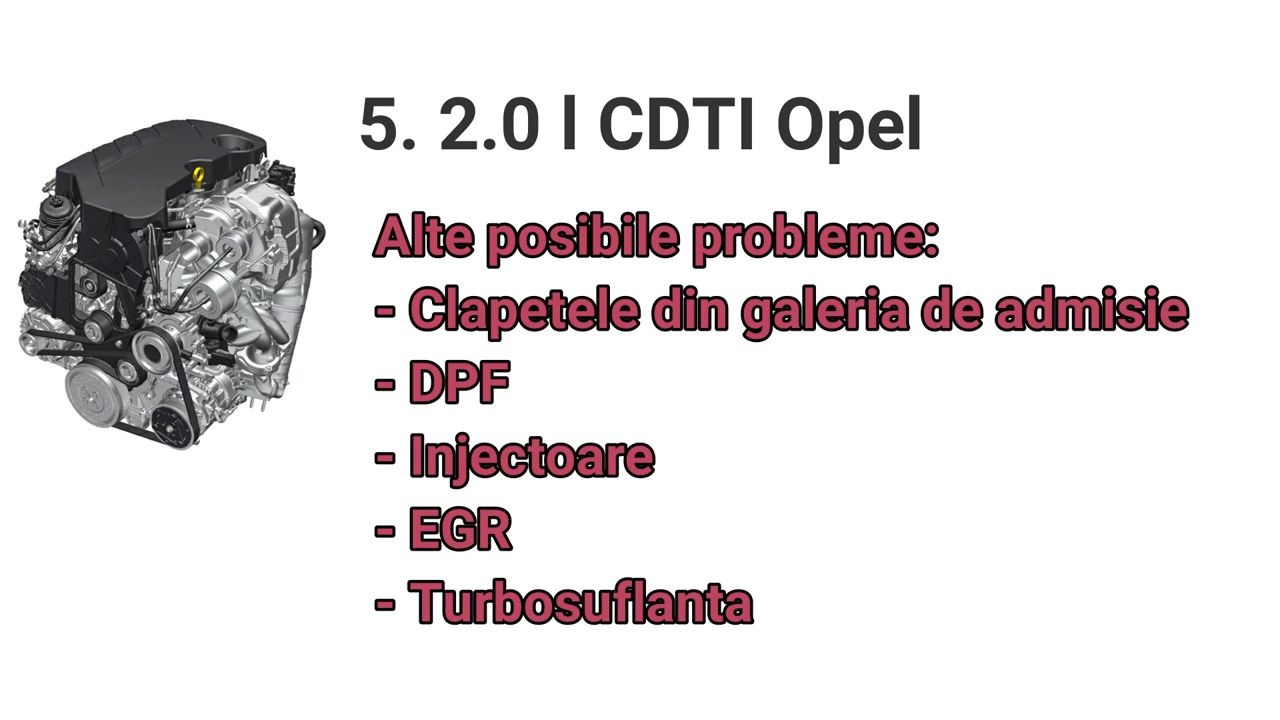 5. 2.0 l CDTI Opel
Alte posibile probleme:
- Clapetele din galeria de admisie
- DPF
- Injectoare
- EGR
- Turbosuflanta